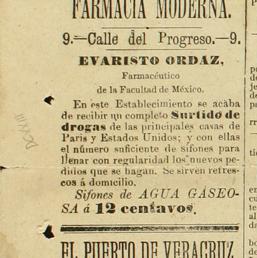 FARMACIA MODERNA.
9.—Calle del Progreso.—9.
EVARISTO ORDAZ,
Farmacéutico
de la Facultad de México.
En este Establecimiento se acaba
de recibir un completo Surtido de
drogas de las principales casas de
Paris y Estados Unidos; y con ellas
el número suficiente de sifones para
llenar con regularidad los nuevos pedi-
dos que se hagan. Se sirven refres-
cos á domicilio.
Sifones de AGUA GASEO-
SA á 12 centavos.
EL PUERTO DE VERACRUZ